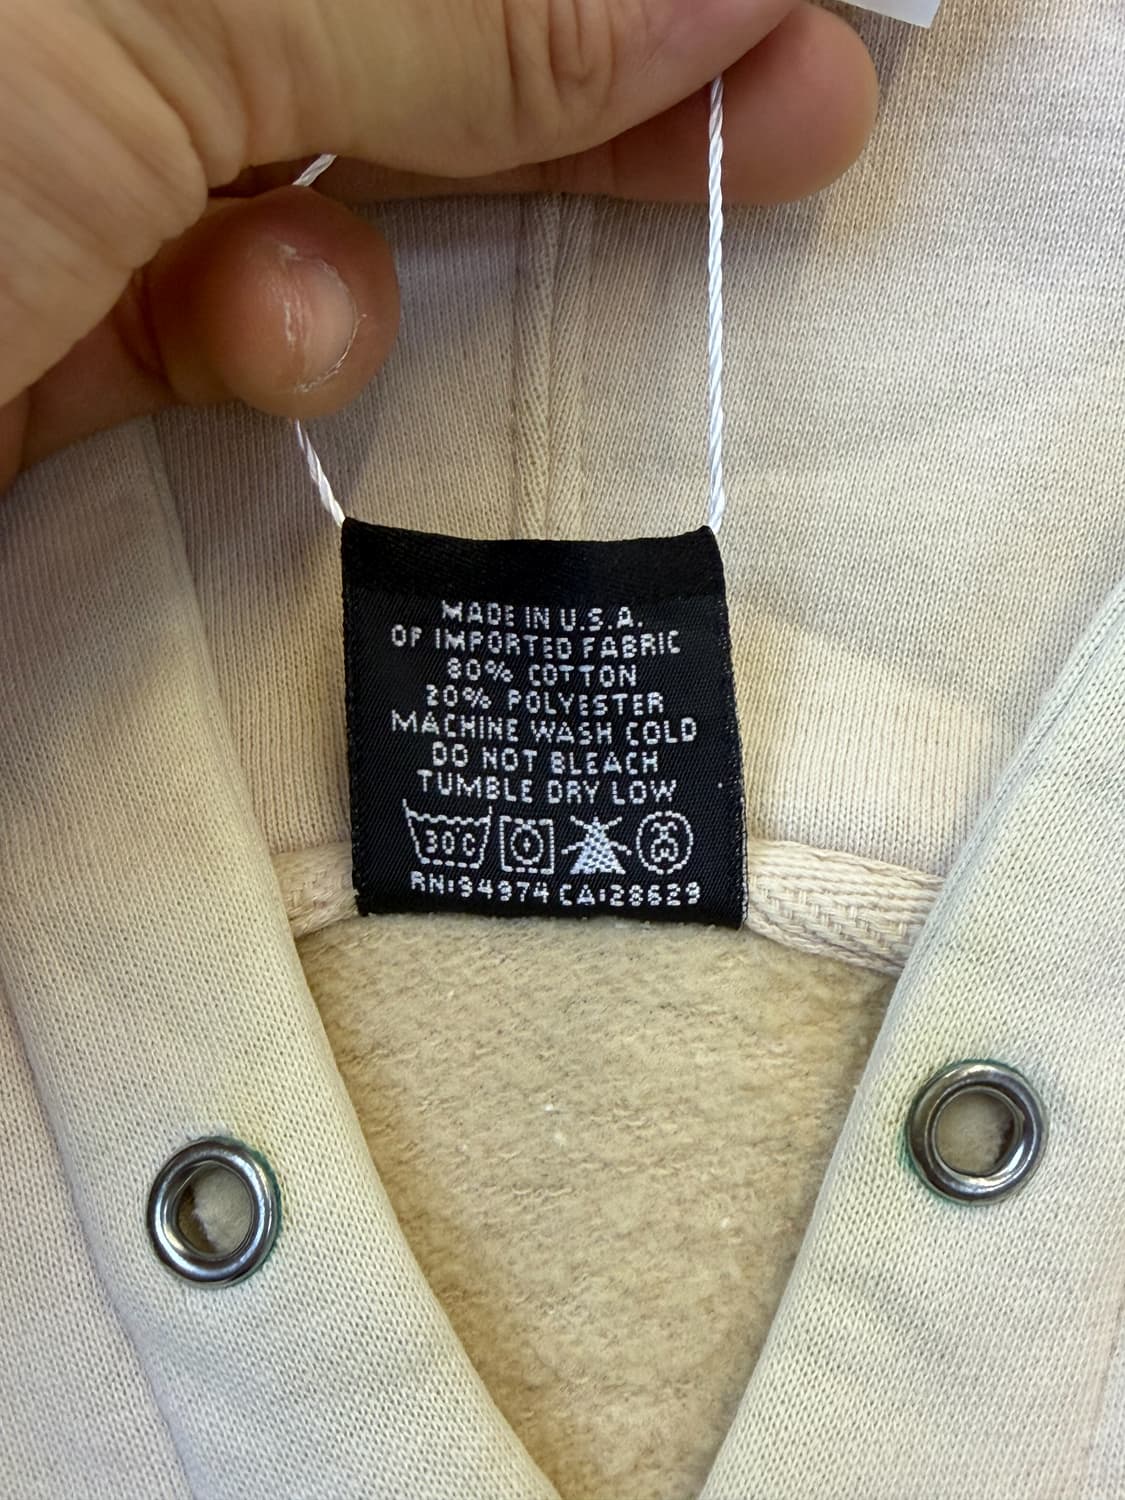 MADE IN U.S.A.
OF IMPORTED FABRIC
80% COTTON
20% POLYESTER
MACHINE WASH COLD
DO NOT BLEACH
TUMBLE DRY LOW
30°C
RN:94974 CA:28629